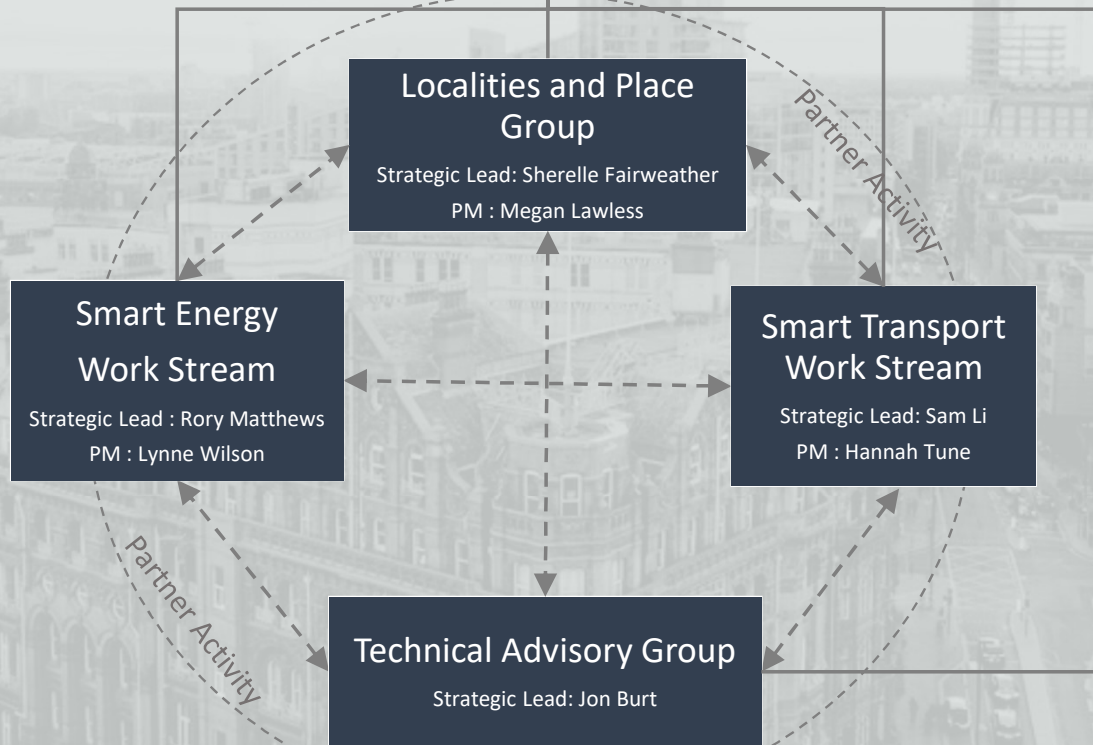 Localities and Place
Group
Strategic Lead: Sherelle Fairweather
PM : Megan Lawless
Partner Activity
Smart Energy
Work Stream
Strategic Lead : Rory Matthews
PM : Lynne Wilson
Smart Transport
Work Stream
Strategic Lead: Sam Li
PM : Hannah Tune
Partner Activity
Technical Advisory Group
Strategic Lead: Jon Burt